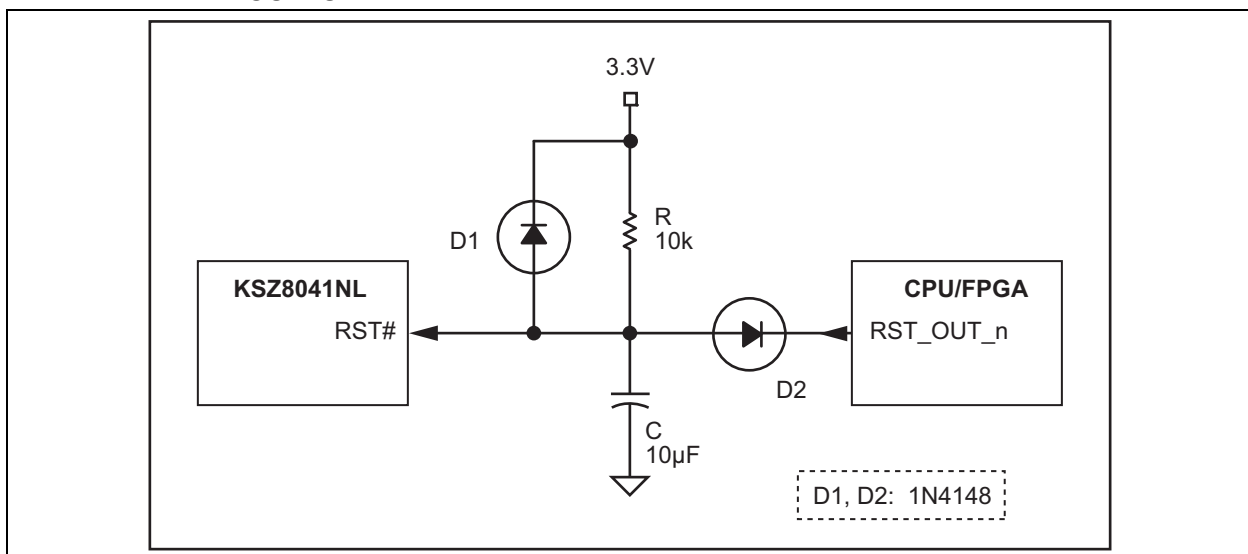 3.3V
D1
R
10k
KSZ8041NL
RST#
CPU/FPGA
RST_OUT_n
D2
C
10µF
D1, D2: 1N4148